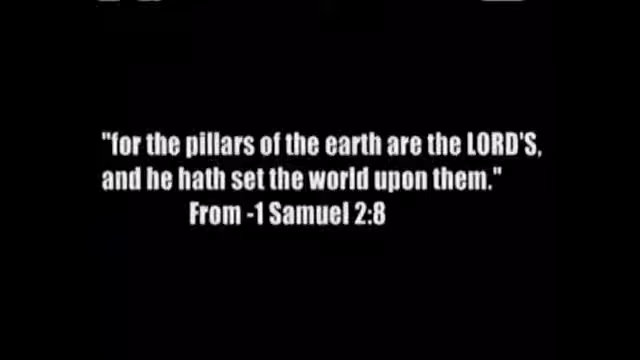 "for the pillars of the earth are the LORD'S,
and he hath set the world upon them."
From -1 Samuel 2:8